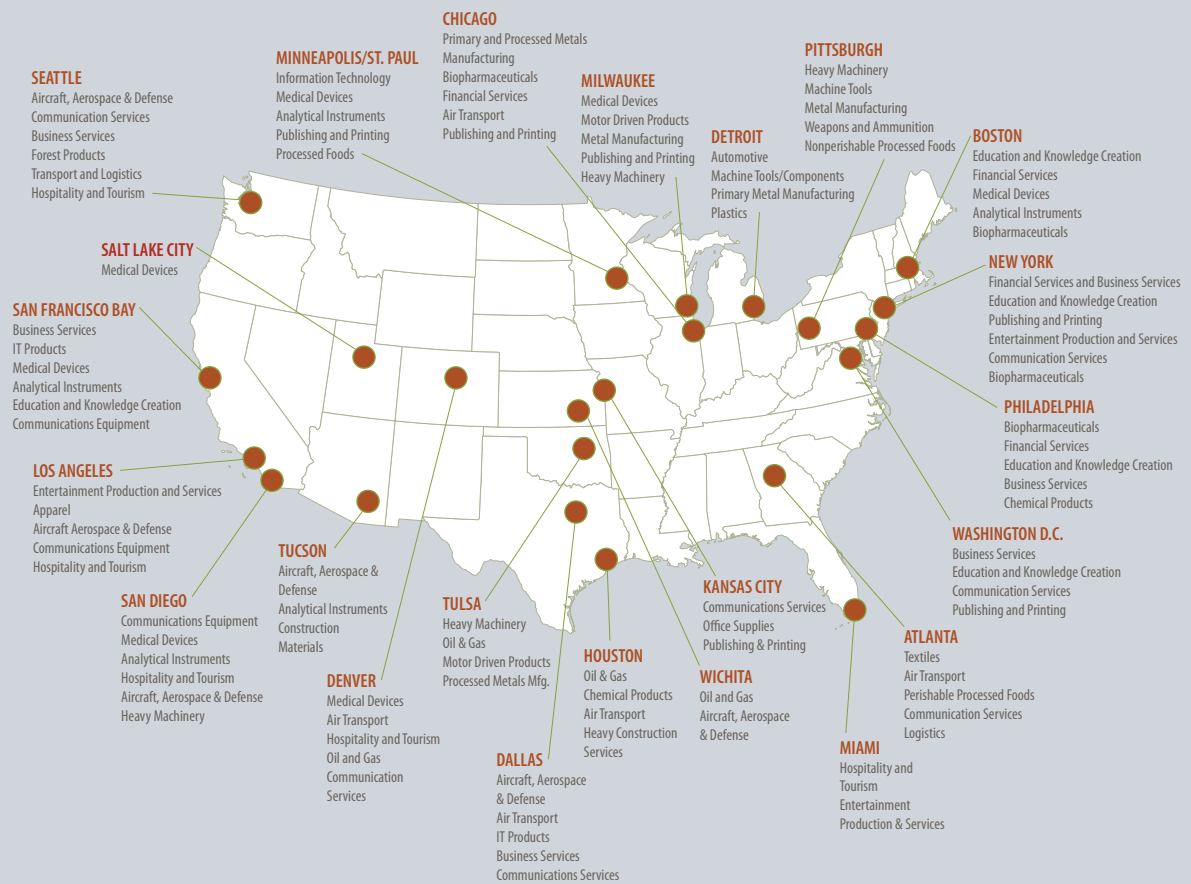 CHICAGO
Primary and Processed Metals
Manufacturing
Biopharmaceuticals
Financial Services
Air Transport
Publishing and Printing
MINNEAPOLIS/ST. PAUL
Information Technology
Medical Devices
Analytical Instruments
Publishing and Printing
Processed Foods
PITTSBURGH
Heavy Machinery
Machine Tools
Metal Manufacturing
Weapons and Ammunition
Nonperishable Processed Foods
SEATTLE
Aircraft, Aerospace & Defense
Communication Services
Business Services
Forest Products
Transport and Logistics
Hospitality and Tourism
MILWAUKEE
Medical Devices
Motor Driven Products
Metal Manufacturing
Publishing and Printing
Heavy Machinery
DETROIT
Automotive
Machine Tools/Components
Primary Metal Manufacturing
Plastics
BOSTON
Education and Knowledge Creation
Financial Services
Medical Devices
Analytical Instruments
Biopharmaceuticals
SALT LAKE CITY
Medical Devices
NEW YORK
Financial Services and Business Services
Education and Knowledge Creation
Publishing and Printing
Entertainment Production and Services
Communication Services
Biopharmaceuticals
SAN FRANCISCO BAY
Business Services
IT Products
Medical Devices
Analytical Instruments
Education and Knowledge Creation
Communications Equipment
PHILADELPHIA
Biopharmaceuticals
Financial Services
Education and Knowledge Creation
Business Services
Chemical Products
LOS ANGELES
Entertainment Production and Services
Apparel
Aircraft Aerospace & Defense
Communications Equipment
Hospitality and Tourism
WASHINGTON D.C.
Business Services
Education and Knowledge Creation
Communication Services
Publishing and Printing
TUCSON
Aircraft, Aerospace &
Defense
Analytical Instruments
Construction
Materials
SAN DIEGO
Communications Equipment
Medical Devices
Analytical Instruments
Hospitality and Tourism
Aircraft, Aerospace & Defense
Heavy Machinery
TULSA
Heavy Machinery
Oil & Gas
Motor Driven Products
Processed Metals Mfg.
KANSAS CITY
Communications Services
Office Supplies
Publishing & Printing
ATLANTA
Textiles
Air Transport
Perishable Processed Foods
Communication Services
Logistics
HOUSTON
Oil & Gas
Chemical Products
Air Transport
Heavy Construction
Services
WICHITA
Oil and Gas
Aircraft, Aerospace
& Defense
DENVER
Medical Devices
Air Transport
Hospitality and Tourism
Oil and Gas
Communication
Services
MIAMI
Hospitality and
Tourism
Entertainment
Production & Services
DALLAS
Aircraft, Aerospace
& Defense
Air Transport
IT Products
Business Services
Communications Services